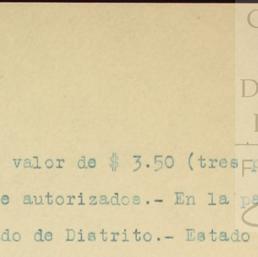 valor de $ 3.50 (tres
e autorizados.- En la
do de Distrito.- Estado